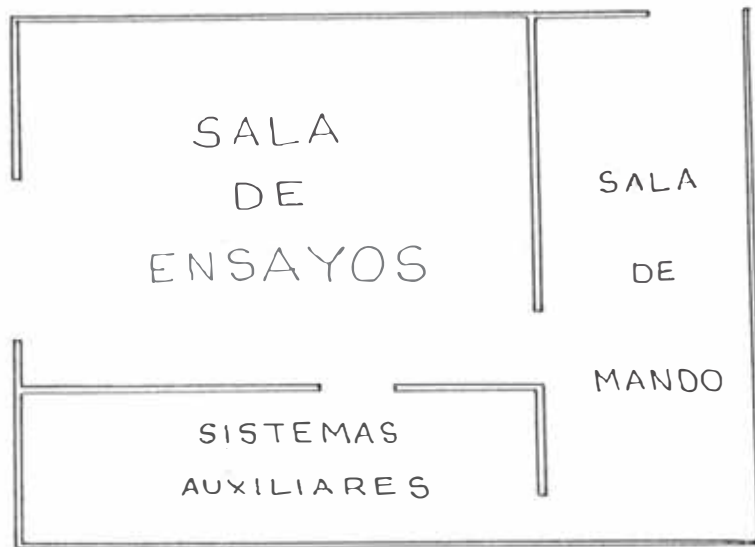 SALA
DE
ENSAYOS
SALA
DE
MANDO
SISTEMAS
AUXILIARES